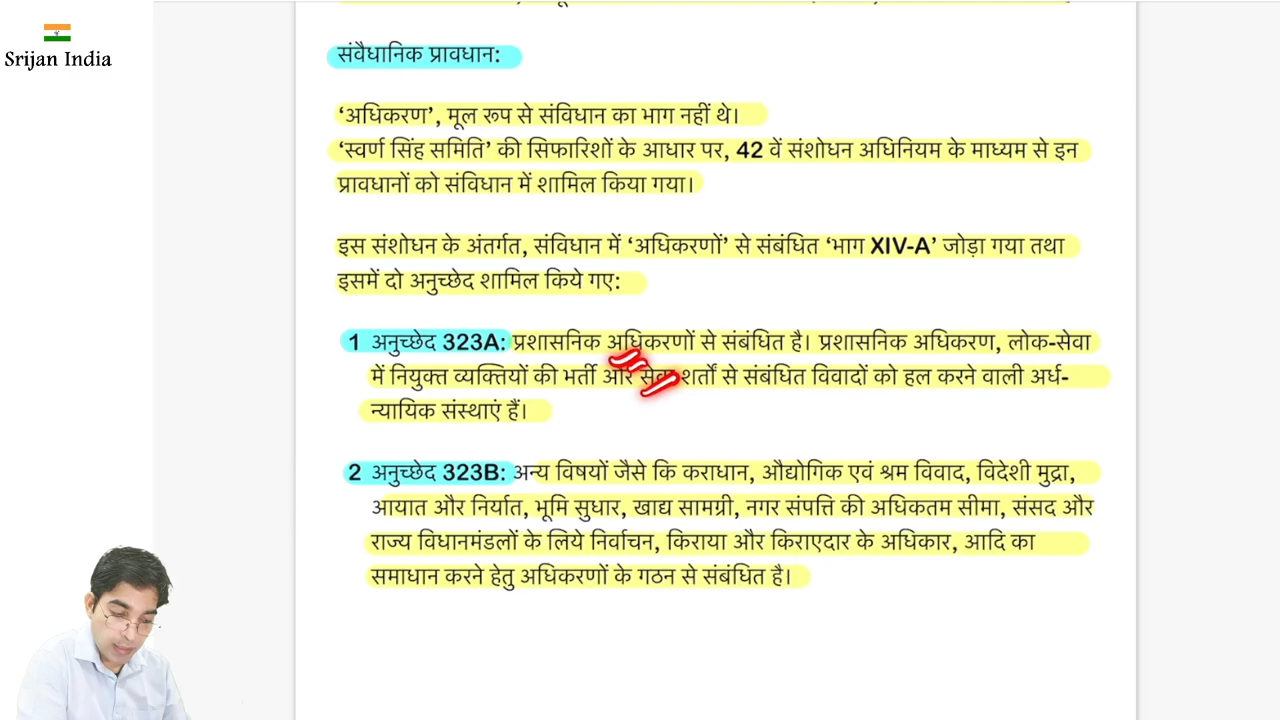 Srijan India
संवैधानिक प्रावधान:
‘अधिकरण’, मूल रूप से संविधान का भाग नहीं थे।
‘स्वर्ण सिंह समिति’ की सिफारिशों के आधार पर, 42 वें संशोधन अधिनियम के माध्यम से इन
प्रावधानों को संविधान में शामिल किया गया।
इस संशोधन के अंतर्गत, संविधान में ‘अधिकरणों’ से संबंधित ‘भाग XIV-A’ जोड़ा गया तथा
इसमें दो अनुच्छेद शामिल किये गए:
1 अनुच्छेद 323A: प्रशासनिक अधिकरणों से संबंधित है। प्रशासनिक अधिकरण, लोक-सेवा
में नियुक्त व्यक्तियों की भर्ती और सेवा शर्तों से संबंधित विवादों को हल करने वाली अर्ध-
न्यायिक संस्थाएं हैं।
2 अनुच्छेद 323B: अन्य विषयों जैसे कि कराधान, औद्योगिक एवं श्रम विवाद, विदेशी मुद्रा,
आयात और निर्यात, भूमि सुधार, खाद्य सामग्री, नगर संपत्ति की अधिकतम सीमा, संसद और
राज्य विधानमंडलों के लिये निर्वाचन, किराया और किराएदार के अधिकार, आदि का
समाधान करने हेतु अधिकरणों के गठन से संबंधित है।